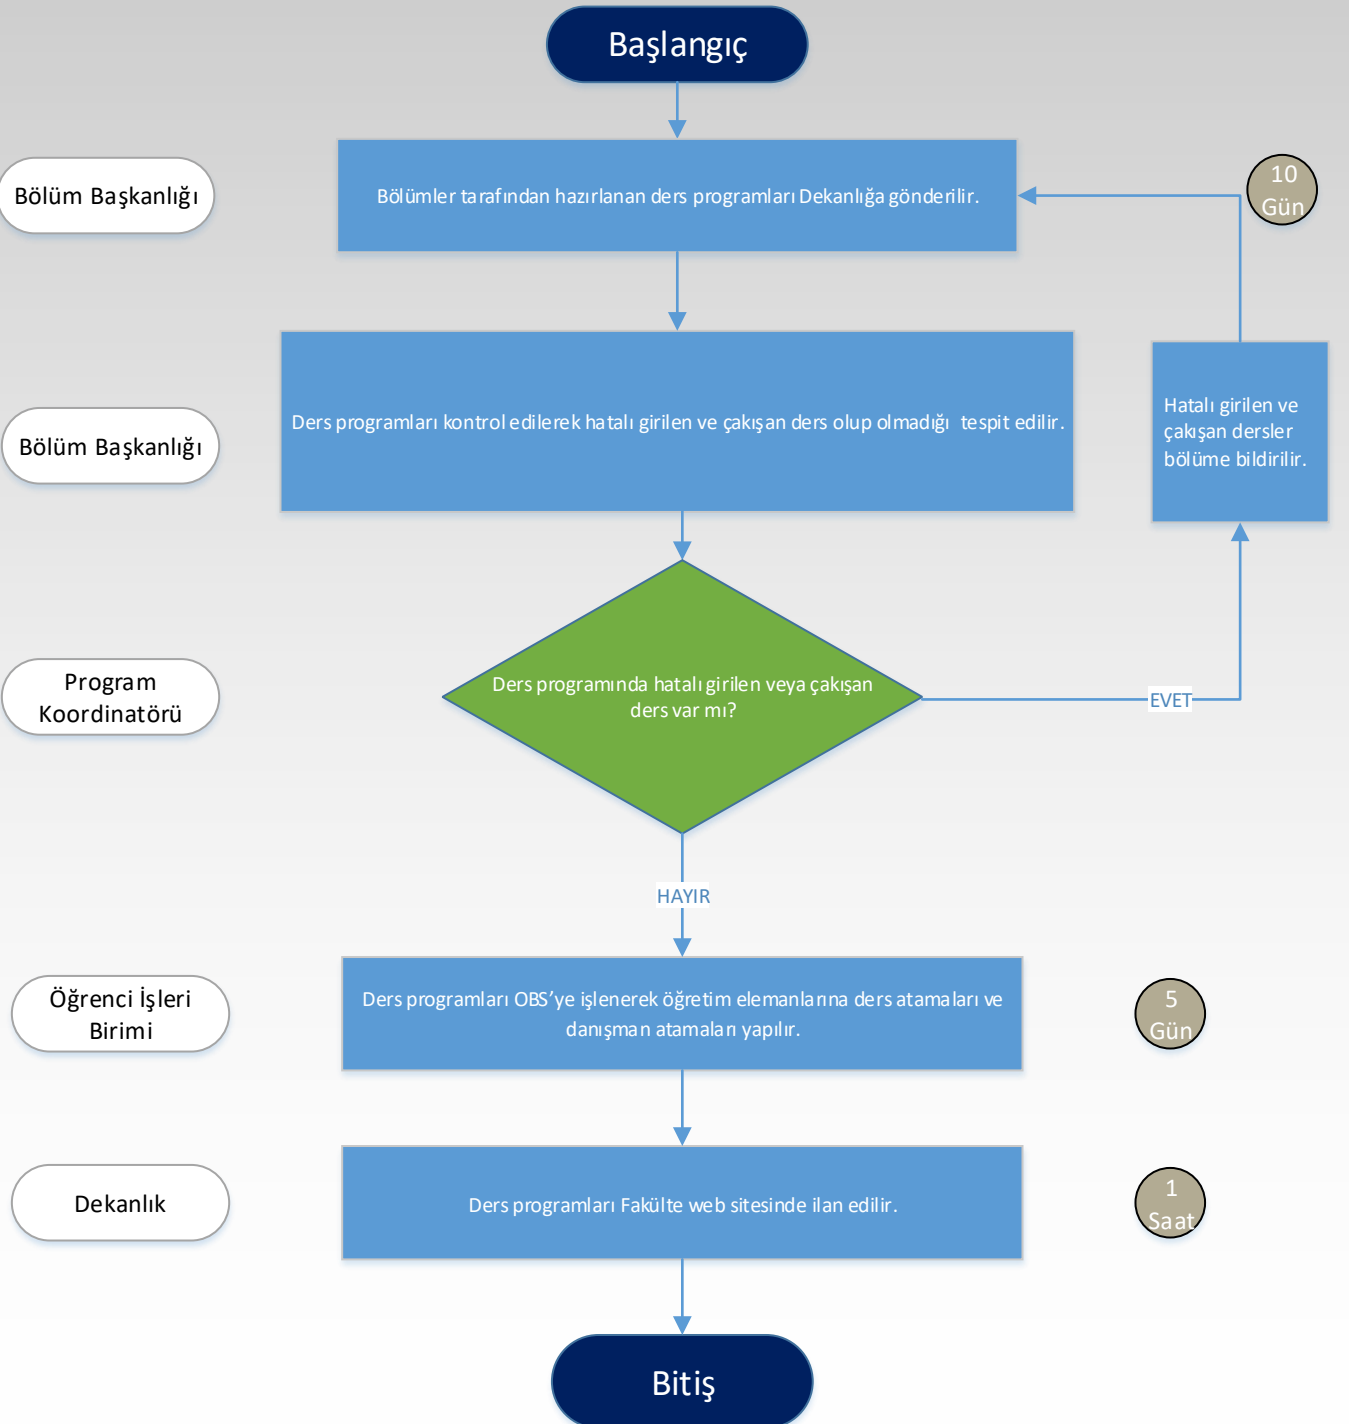 Başlangıç
Bölüm Başkanlığı
Bölümler tarafından hazırlanan ders programları Dekanlığa gönderilir.
10
Gün
Bölüm Başkanlığı
Ders programları kontrol edilerek hatalı girilen ve çakışan ders olup olmadığı tespit edilir.
Hatalı girilen ve
çakışan dersler
bölüme bildirilir.
Program
Koordinatörü
Ders programında hatalı girilen veya çakışan
ders var mı?
EVET
HAYIR
Öğrenci İşleri
Birimi
Ders programları OBS’ye işlenerek öğretim elemanlarına ders atamaları ve
danışman atamaları yapılır.
5
Gün
Dekanlık
Ders programları Fakülte web sitesinde ilan edilir.
1
Saat
Bitiş